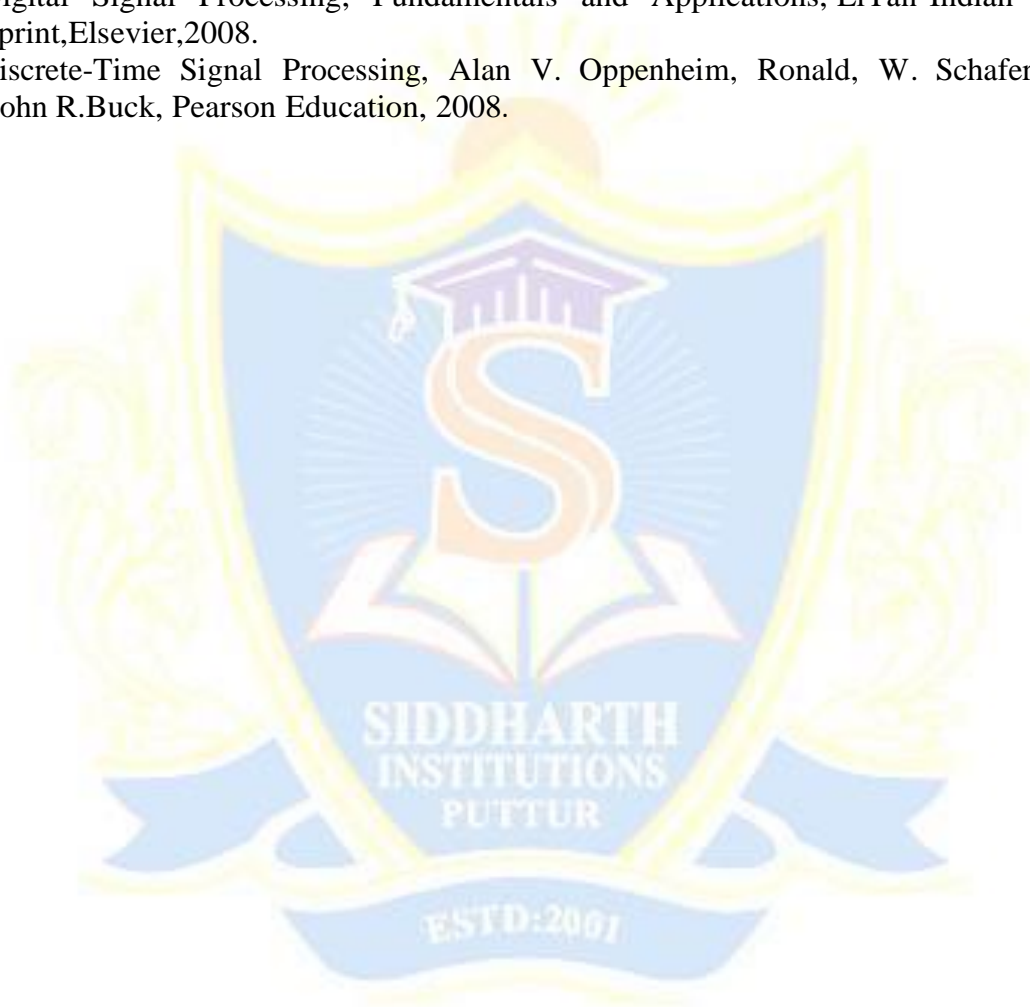 igital Signal Processing, Fundamentals and Applications, Li Tan Indian
print,Elsevier,2008.
iscrete-Time Signal Processing, Alan V. Oppenheim, Ronald, W. Schafer
ohn R.Buck, Pearson Education, 2008.
S
SIDDHARTH
INSTITUTIONS
PUTTUR
ESTD:2001